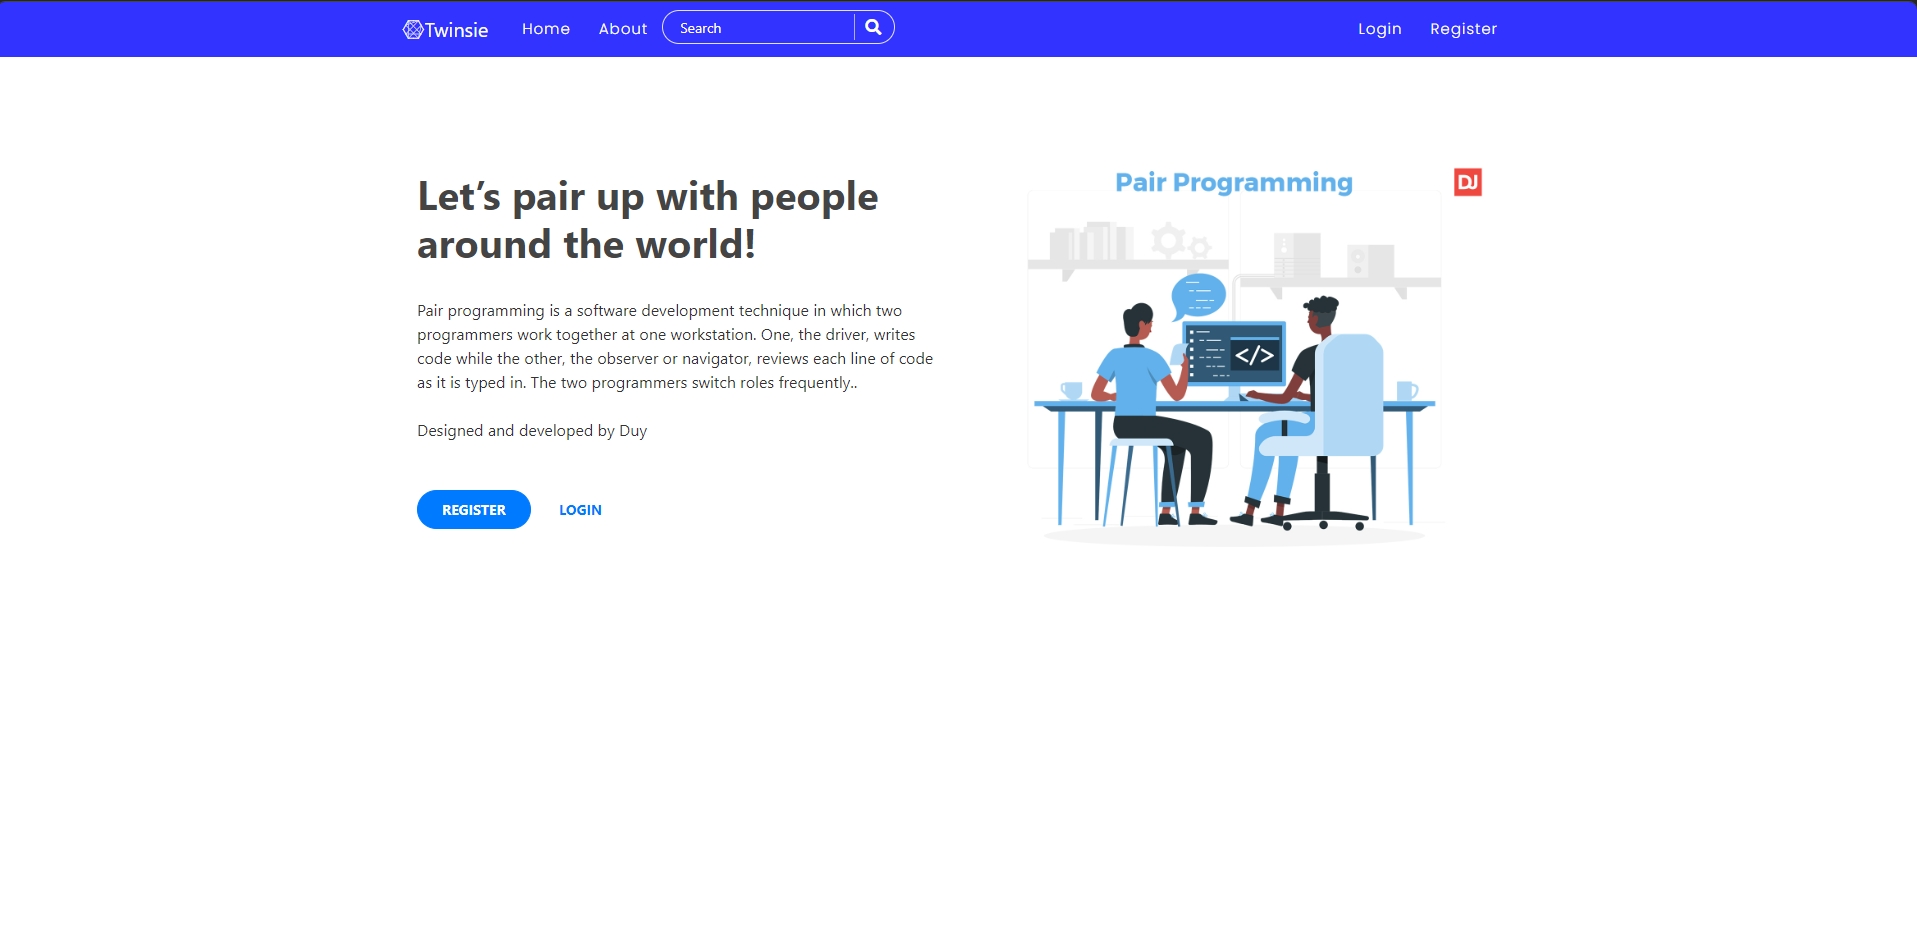 Twinsie Home About Search Login Register
Let’s pair up with people
around the world!
Pair programming is a software development technique in which two
programmers work together at one workstation. One, the driver, writes
code while the other, the observer or navigator, reviews each line of code
as it is typed in. The two programmers switch roles frequently..
Designed and developed by Duy
REGISTER LOGIN
Pair Programming
DJ
</>